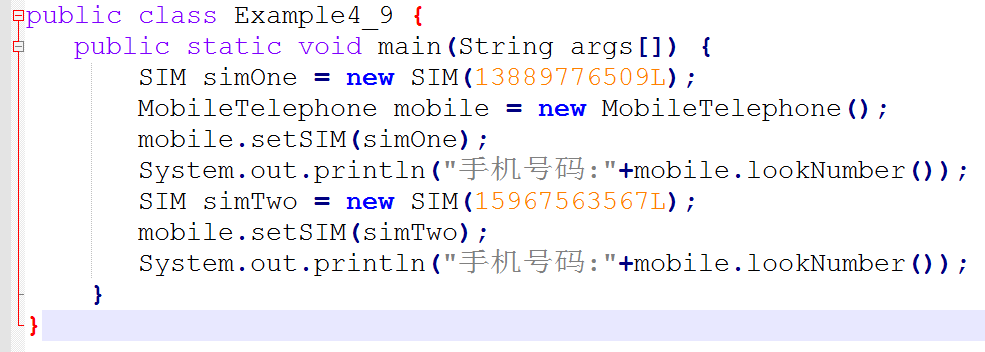 public class Example4_9 {
public static void main(String args[]) {
SIM simOne = new SIM(13889776509L);
MobileTelephone mobile = new MobileTelephone();
mobile.setSIM(simOne);
System.out.println("手机号码:"+mobile.lookNumber());
SIM simTwo = new SIM(15967563567L);
mobile.setSIM(simTwo);
System.out.println("手机号码:"+mobile.lookNumber());
}
}